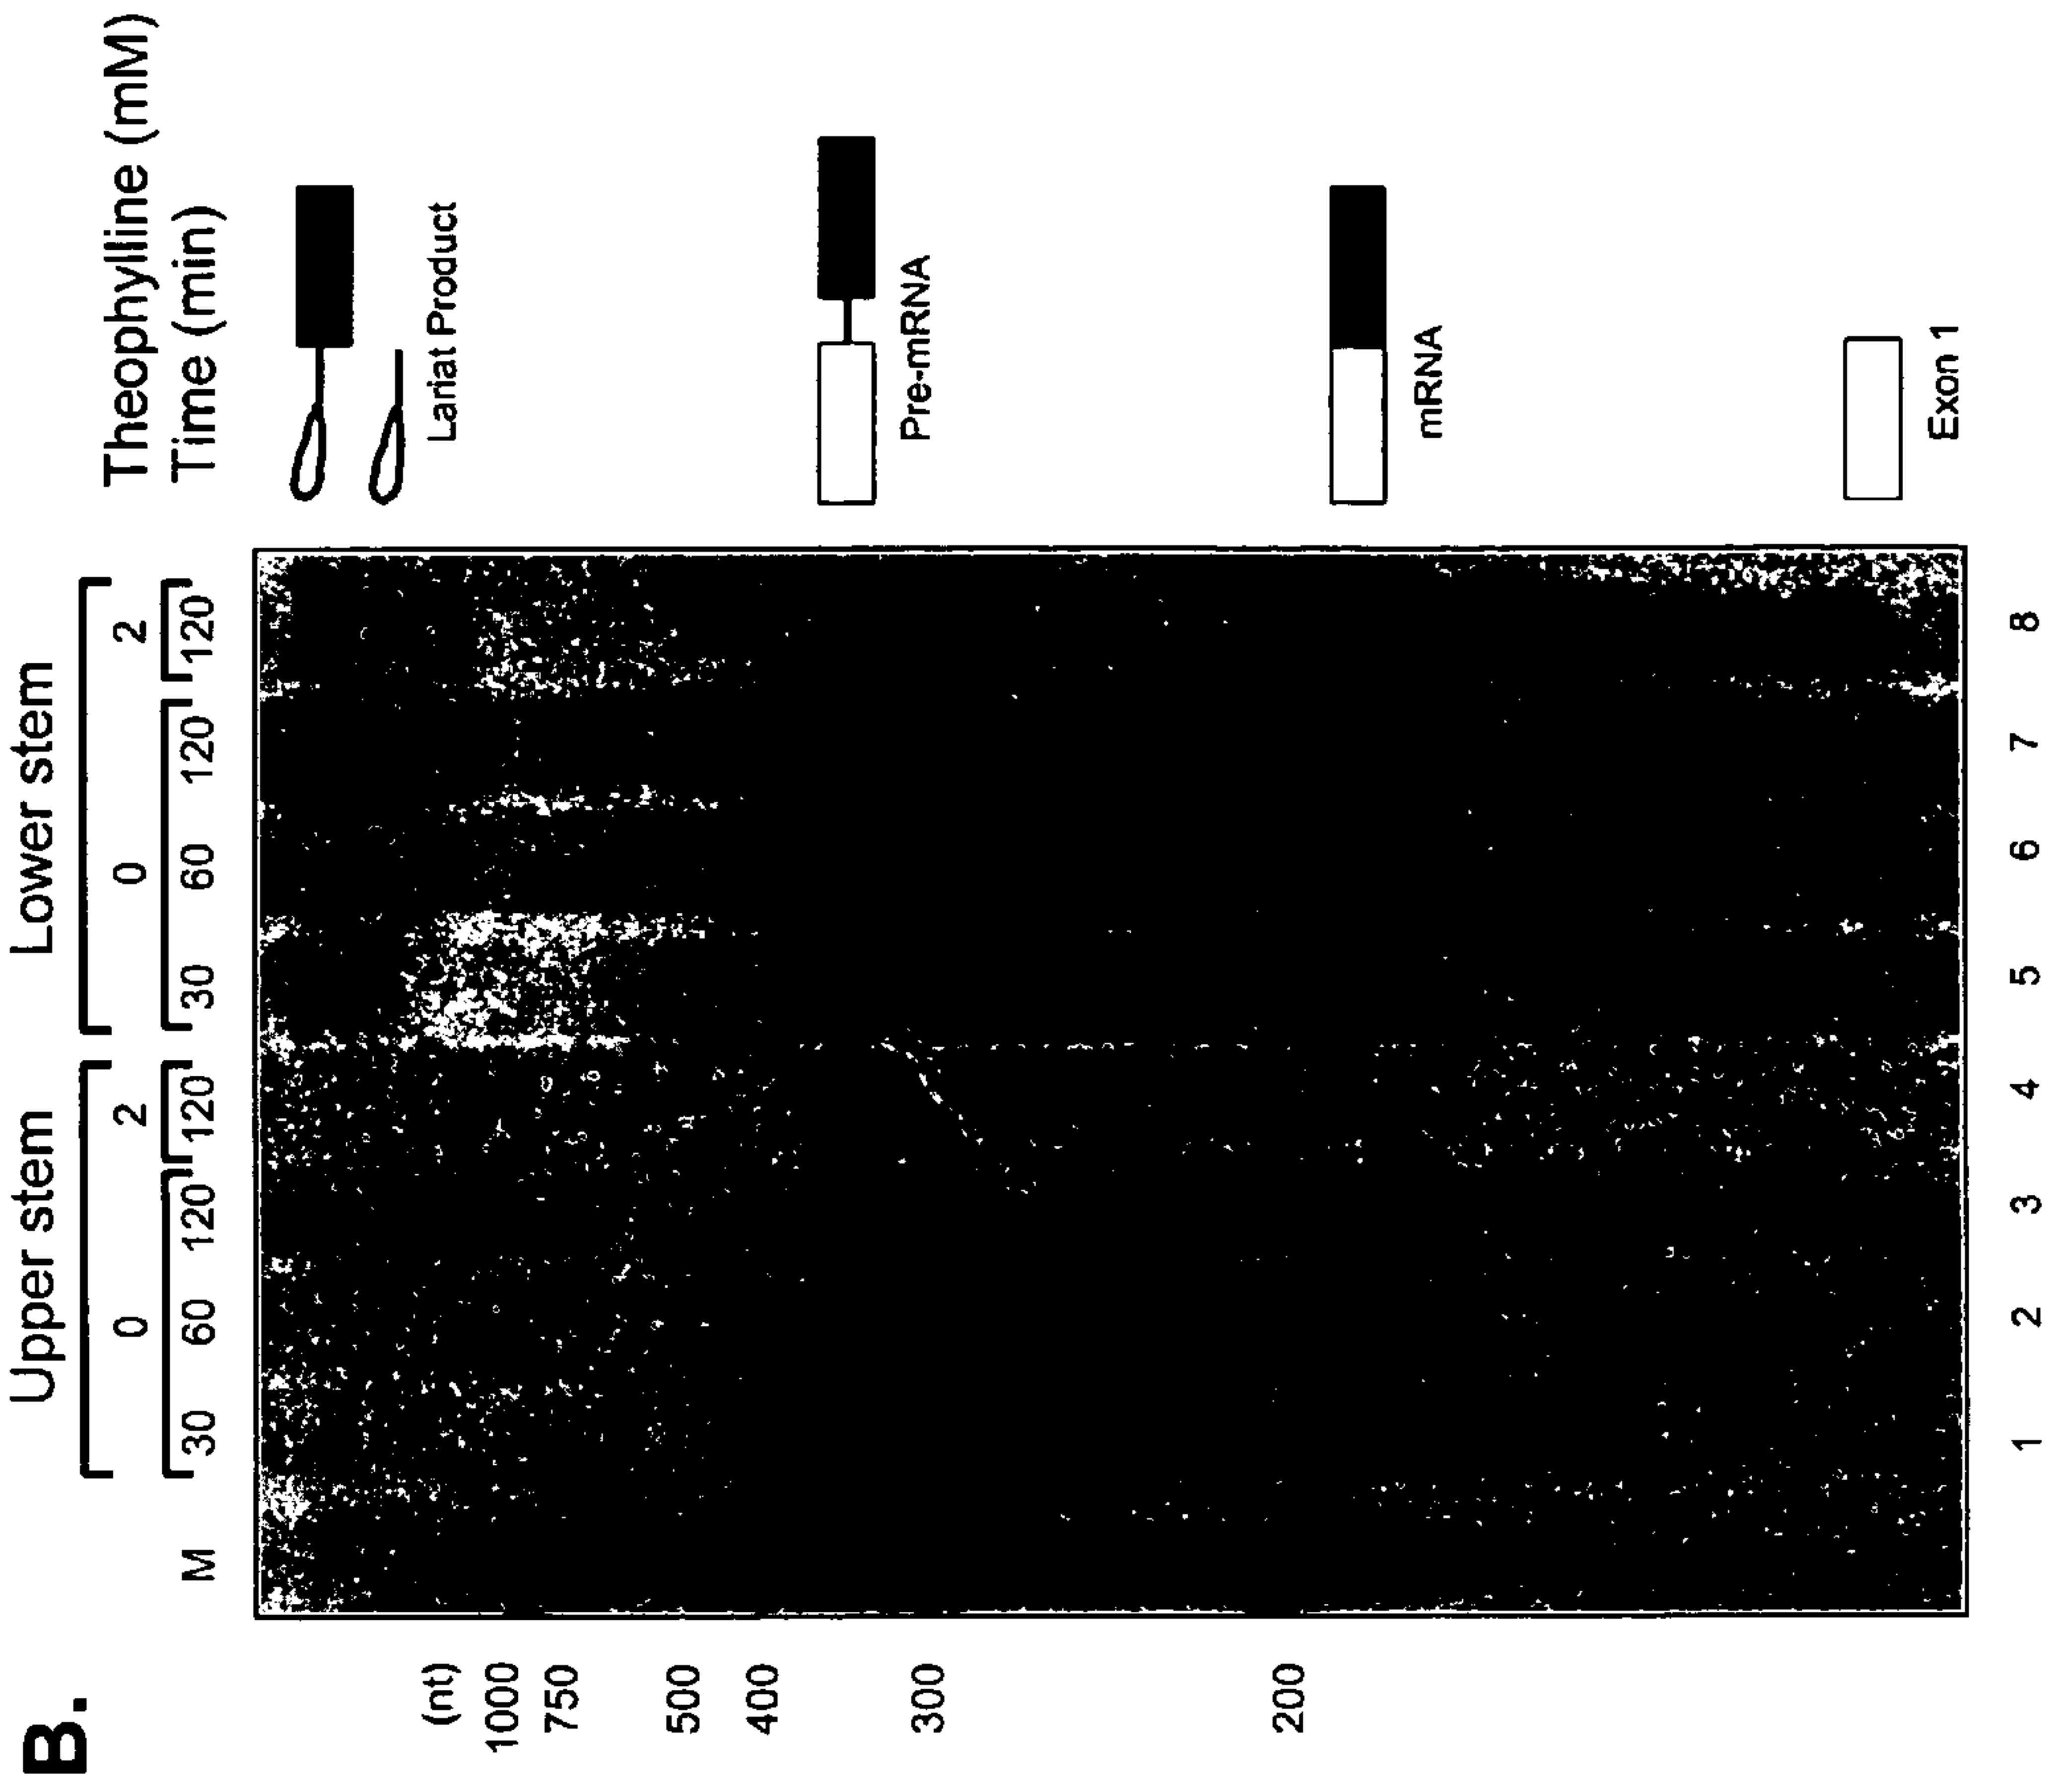 B.
Upper stem
Lower stem
0 2 0 2 Theophylline (mM)
M 30 60 120 120 30 60 120 120 Time (min)
(nt)
1000
750
500
400
300
200
Lariat Product
Pre-mRNA
mRNA
Exon 1
1 2 3 4 5 6 7 8